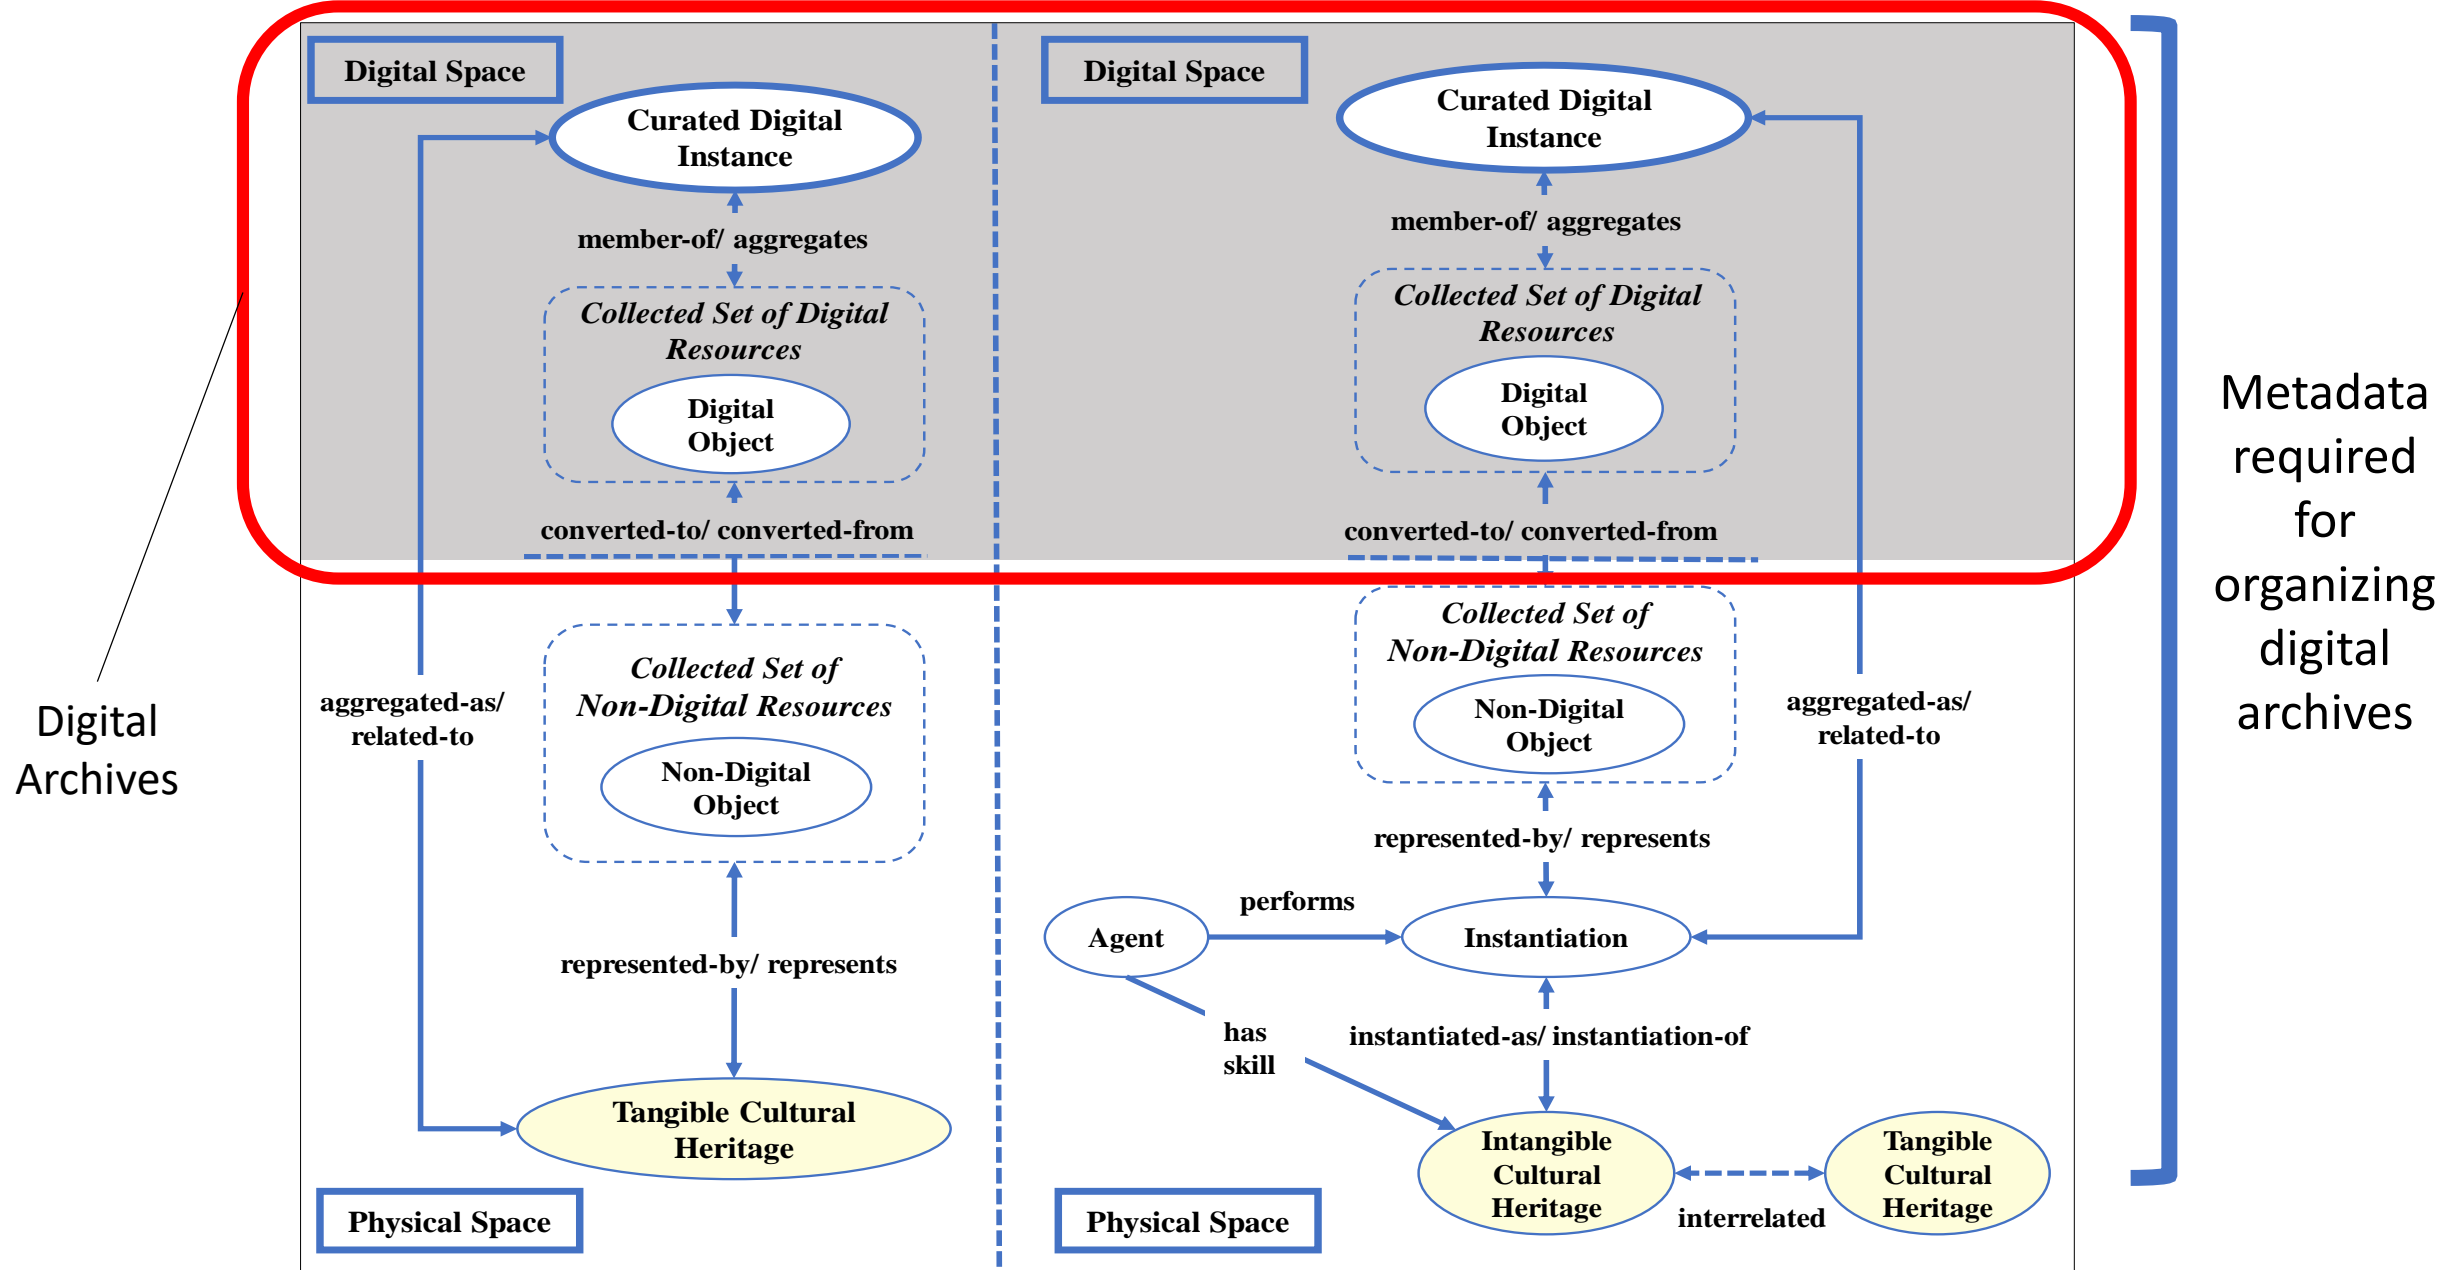 Digital Space
Curated Digital
Instance
member-of/ aggregates
Collected Set of Digital
Resources
Digital
Object
converted-to/ converted-from
Collected Set of
Non-Digital Resources
Non-Digital
Object
aggregated-as/
related-to
represented-by/ represents
Tangible Cultural
Heritage
Physical Space
Digital
Archives
Digital Space
Curated Digital
Instance
member-of/ aggregates
Collected Set of Digital
Resources
Digital
Object
converted-to/ converted-from
Collected Set of
Non-Digital Resources
Non-Digital
Object
aggregated-as/
related-to
represented-by/ represents
performs
Agent
Instantiation
has
skill
instantiated-as/ instantiation-of
Intangible
Cultural
Heritage
interrelated
Tangible
Cultural
Heritage
Physical Space
Metadata
required
for
organizing
digital
archives